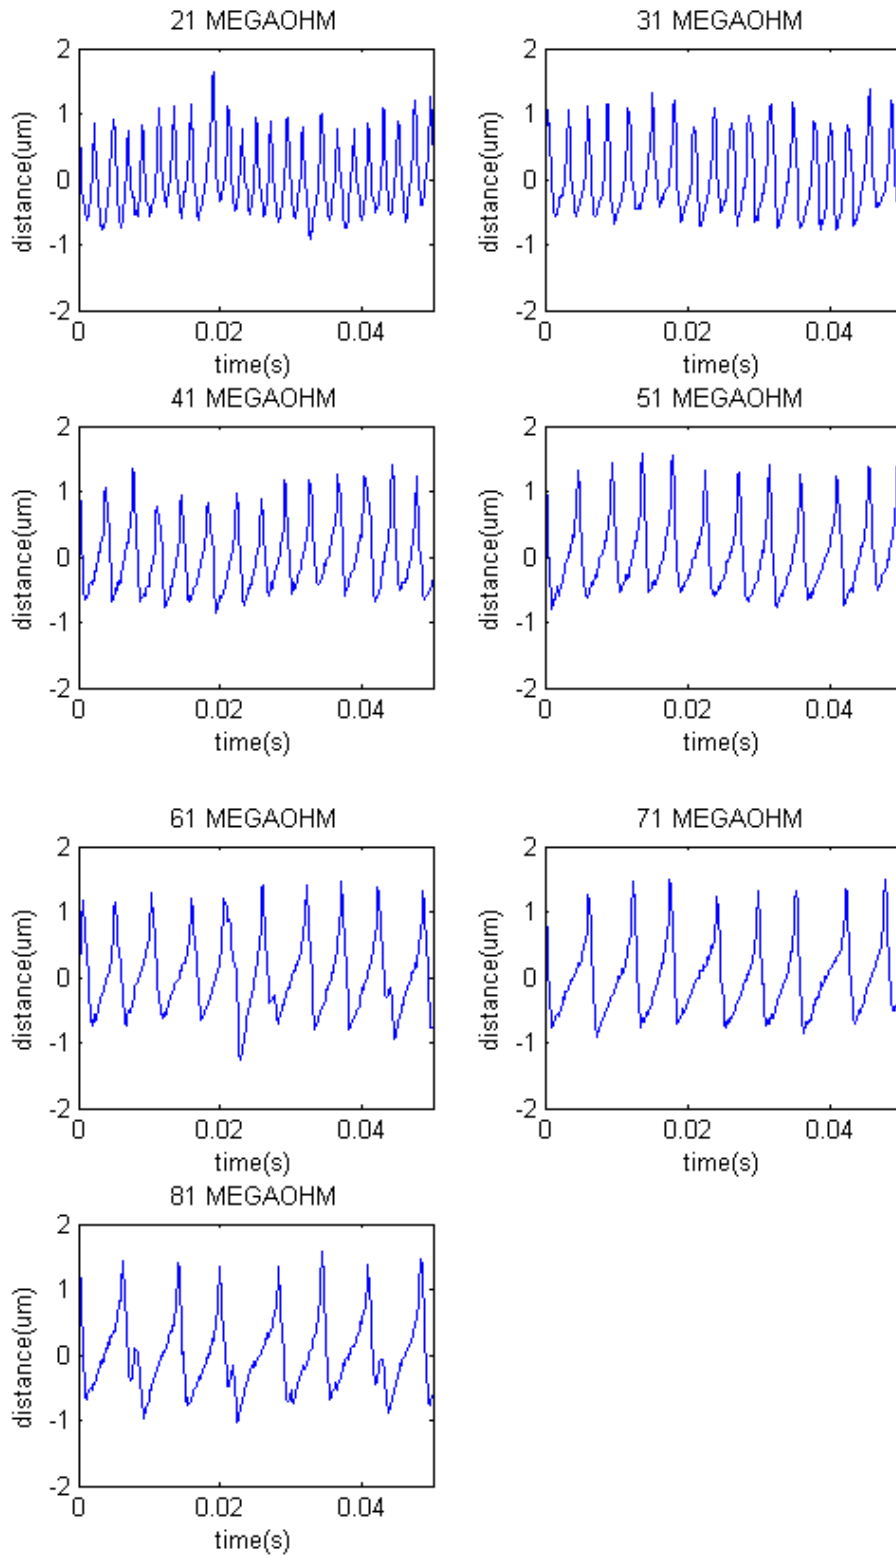 21 MEGAOHM
2
1
0
-1
-2
distance(um)
0 0.02 0.04
time(s)
31 MEGAOHM
2
1
0
-1
-2
distance(um)
0 0.02 0.04
time(s)
41 MEGAOHM
2
1
0
-1
-2
distance(um)
0 0.02 0.04
time(s)
51 MEGAOHM
2
1
0
-1
-2
distance(um)
0 0.02 0.04
time(s)
61 MEGAOHM
2
1
0
-1
-2
distance(um)
0 0.02 0.04
time(s)
71 MEGAOHM
2
1
0
-1
-2
distance(um)
0 0.02 0.04
time(s)
81 MEGAOHM
2
1
0
-1
-2
distance(um)
0 0.02 0.04
time(s)